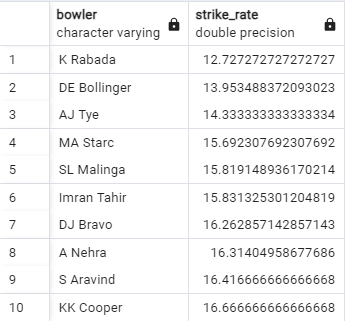 bowler strike_rate
character varying double precision
1 K Rabada 12.727272727272727
2 DE Bollinger 13.953488372093023
3 AJ Tye 14.333333333333334
4 MA Starc 15.692307692307692
5 SL Malinga 15.819148936170214
6 Imran Tahir 15.831325301204819
7 DJ Bravo 16.262857142857143
8 A Nehra 16.31404958677686
9 S Aravind 16.416666666666668
10 KK Cooper 16.666666666666668